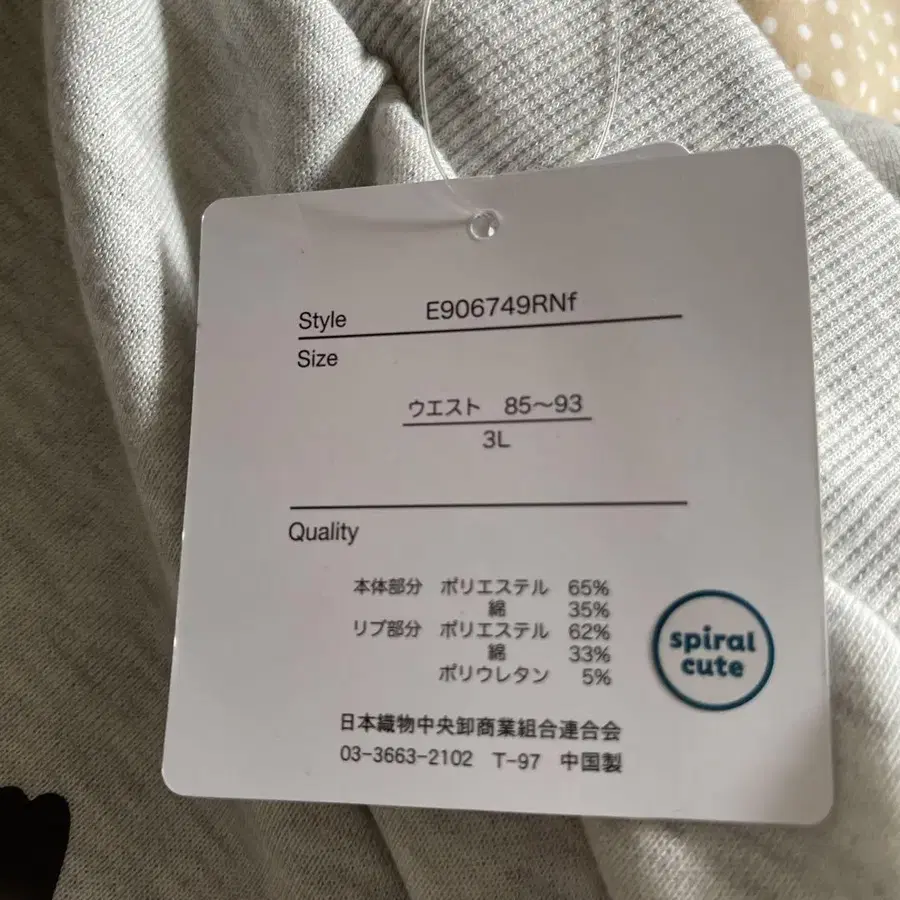 Style E906749RNf
Size
ウエスト 85～93
3L
Quality
本体部分 ポリエステル 65%
綿 35%
リブ部分 ポリエステル 62%
綿 33%
ポリウレタン 5%
spiral
cute
日本織物中央卸商業組合連合会
03-3663-2102 T-97 中国製